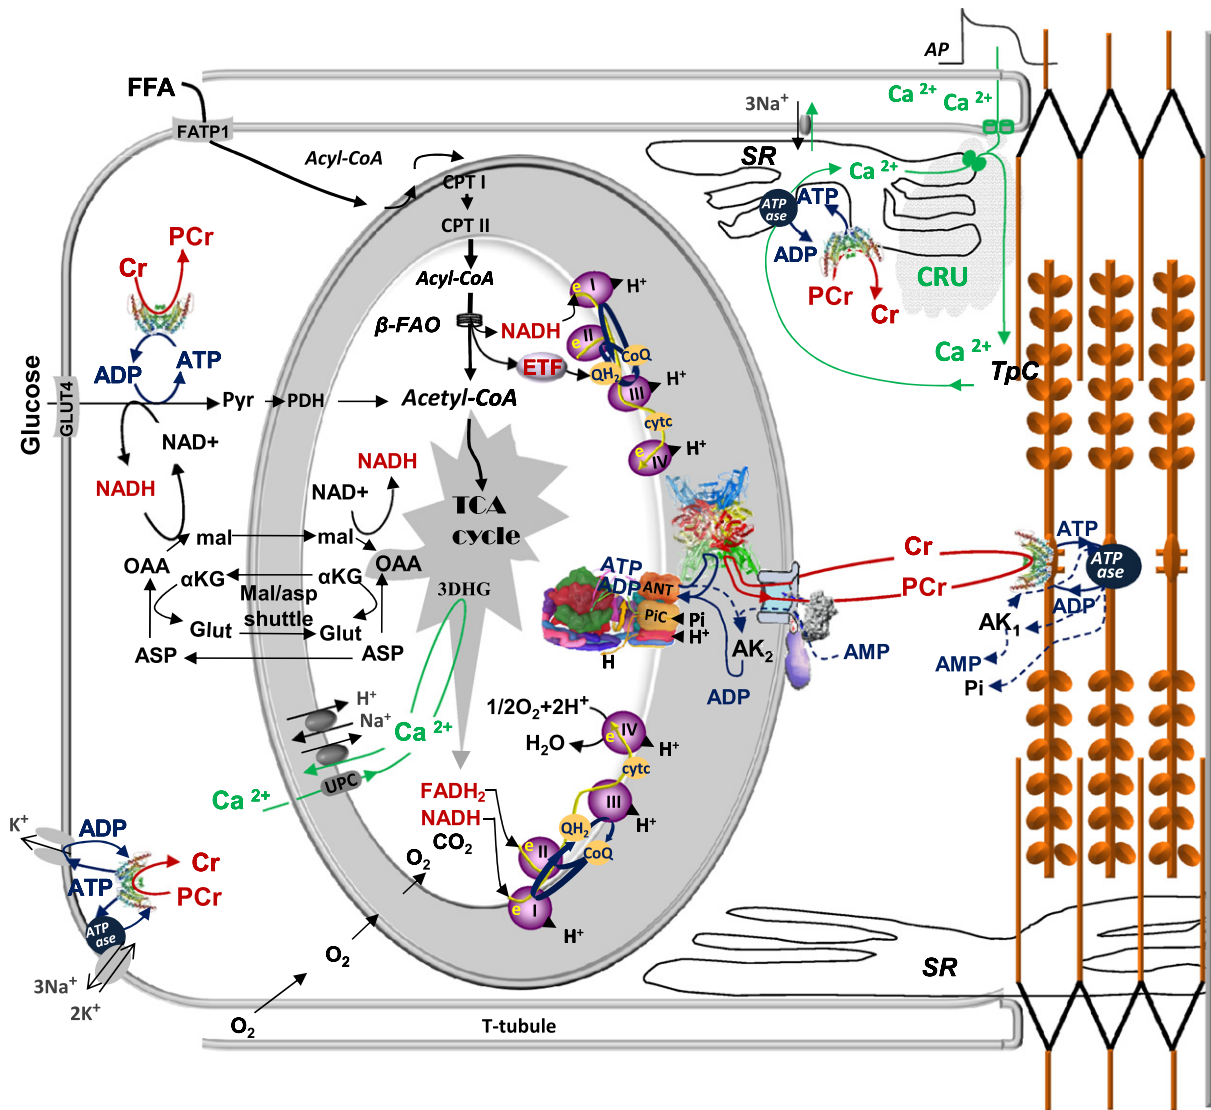 AP
FFA
FATP1
Ca 2+
Ca 2+
3Na+
Acyl-CoA
SR
CPT I
Ca 2+
ATP
ase
ATP
CPT II
PCr
Cr
ADP
CRU
Acyl-CoA
PCr
Cr
e
I
H+
β-FAO
NADH
e
II
CoQ
ETF
QH2
H+
III
Ca 2+
TpC
ADP
ATP
Glucose
GLUT4
Pyr
PDH
Acetyl-CoA
cytc
NAD+
H+
e
IV
NADH
NADH
NAD+
TCA
cycle
mal
mal
OAA
OAA
αKG
αKG
Mal/asp
shuttle
3DHG
Glut
Glut
ASP
ASP
ATP
ADP
ANT
PiC
Pi
H+
H
AK2
ADP
AMP
Cr
PCr
ATP
ATP
ase
ADP
AK1
AMP
Pi
H+
Na+
Ca 2+
UPC
Ca 2+
1/2O2+2H+
H2O
e
IV
H+
cytc
FADH2
NADH
CO2
III
H+
QH2
CoQ
e
II
e
I
H+
K+
ADP
ATP
Cr
PCr
ATP
ase
3Na+
2K+
O2
O2
O2
SR
T-tubule